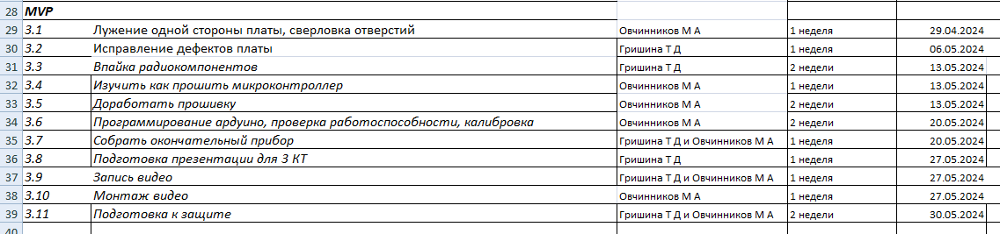 28 MVP
29 3.1 Лужение одной стороны платы, сверловка отверстий Овчинников М А 1 неделя 29.04.2024
30 3.2 Исправление дефектов платы Гришина Т Д 1 неделя 06.05.2024
31 3.3 Впайка радиокомпонентов Гришина Т Д 2 недели 13.05.2024
32 3.4 Изучить как прошить микроконтроллер Овчинников М А 1 неделя 13.05.2024
33 3.5 Доработать прошивку Овчинников М А 2 недели 13.05.2024
34 3.6 Программирование ардуино, проверка работоспособности, калибровка Овчинников М А 2 недели 20.05.2024
35 3.7 Собрать окончательный прибор Гришина Т Д и Овчинников М А 1 неделя 20.05.2024
36 3.8 Подготовка презентации для 3 КТ Гришина Т Д 1 неделя 27.05.2024
37 3.9 Запись видео Гришина Т Д и Овчинников М А 1 неделя 27.05.2024
38 3.10 Монтаж видео Овчинников М А 1 неделя 27.05.2024
39 3.11 Подготовка к защите Гришина Т Д и Овчинников М А 2 недели 30.05.2024
40